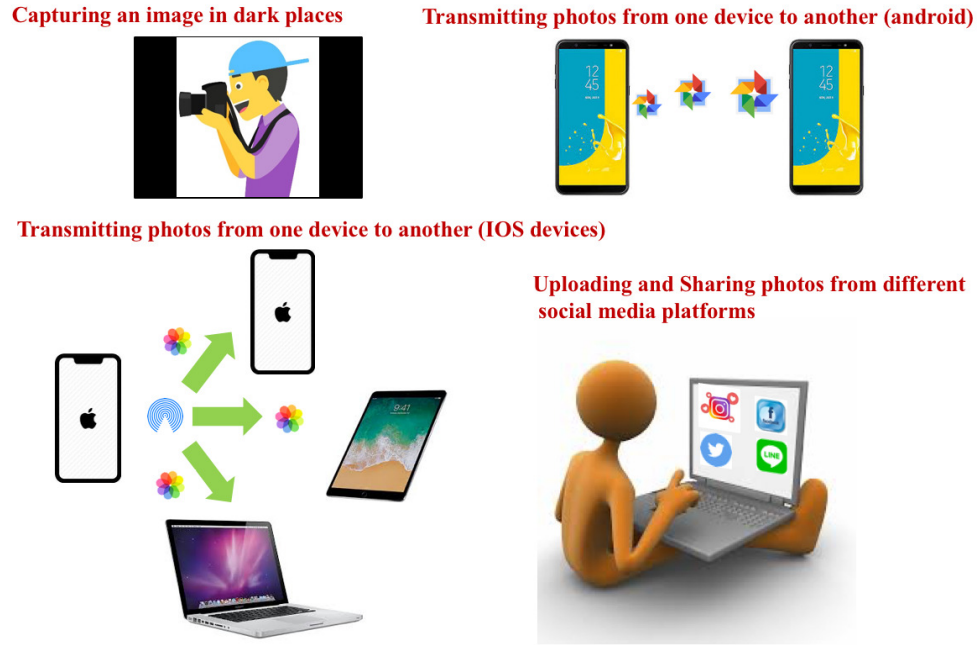 Capturing an image in dark places
Transmitting photos from one device to another (android)
12
45
12
45
Transmitting photos from one device to another (IOS devices)
Uploading and Sharing photos from different
social media platforms
9:41
facebook
LINE